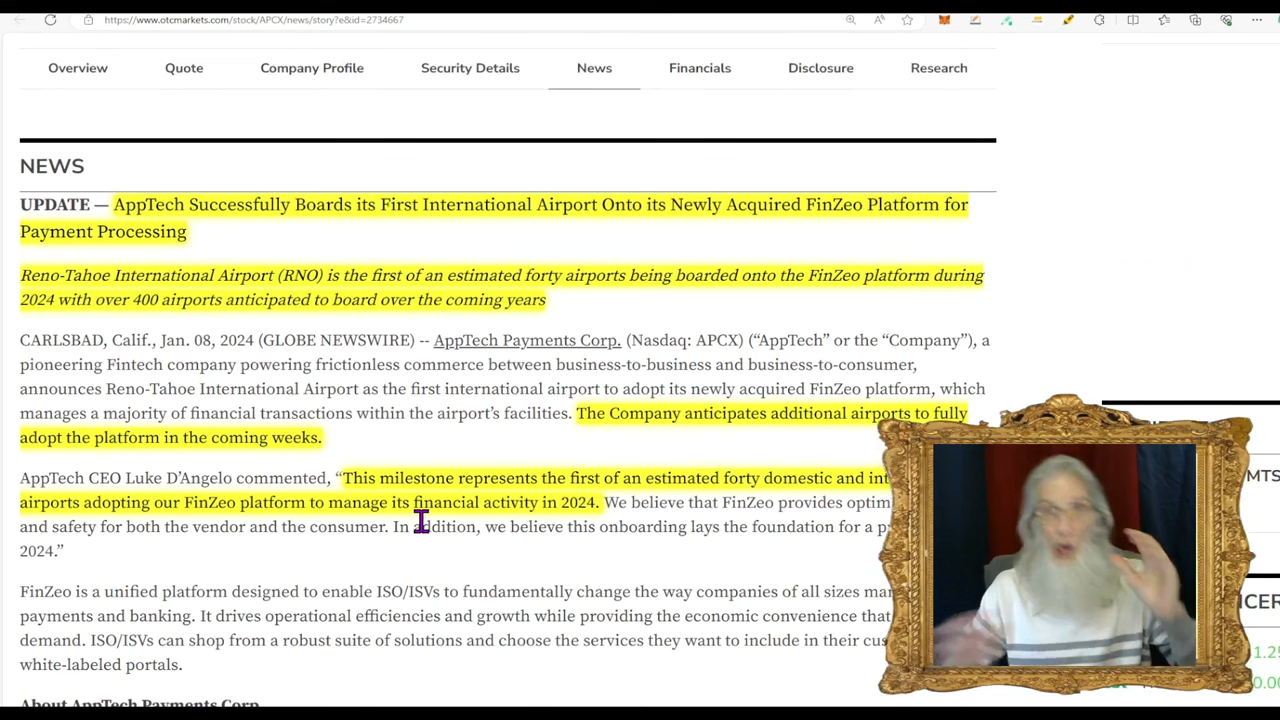 https://www.otcmarkets.com/stock/APCX/news/story?e&id=2734667
Overview Quote Company Profile Security Details News Financials Disclosure Research
NEWS
UPDATE — AppTech Successfully Boards its First International Airport Onto its Newly Acquired FinZeo Platform for
Payment Processing
Reno-Tahoe International Airport (RNO) is the first of an estimated forty airports being boarded onto the FinZeo platform during
2024 with over 400 airports anticipated to board over the coming years
CARLSBAD, Calif., Jan. 08, 2024 (GLOBE NEWSWIRE) -- AppTech Payments Corp. (Nasdaq: APCX) (“AppTech” or the “Company”), a
pioneering Fintech company powering frictionless commerce between business-to-business and business-to-consumer,
announces Reno-Tahoe International Airport as the first international airport to adopt its newly acquired FinZeo platform, which
manages a majority of financial transactions within the airport’s facilities. The Company anticipates additional airports to fully
adopt the platform in the coming weeks.
AppTech CEO Luke D’Angelo commented, “This milestone represents the first of an estimated forty domestic and
airports adopting our FinZeo platform to manage its financial activity in 2024. We believe that FinZeo provides
and safety for both the vendor and the consumer. In addition, we believe this onboarding lays the foundation for a
2024.”
FinZeo is a unified platform designed to enable ISO/ISVs to fundamentally change the way companies of all sizes
payments and banking. It drives operational efficiencies and growth while providing the economic convenience that
demand. ISO/ISVs can shop from a robust suite of solutions and choose the services they want to include in their
white-labeled portals.
About AppTech Payments Corp.